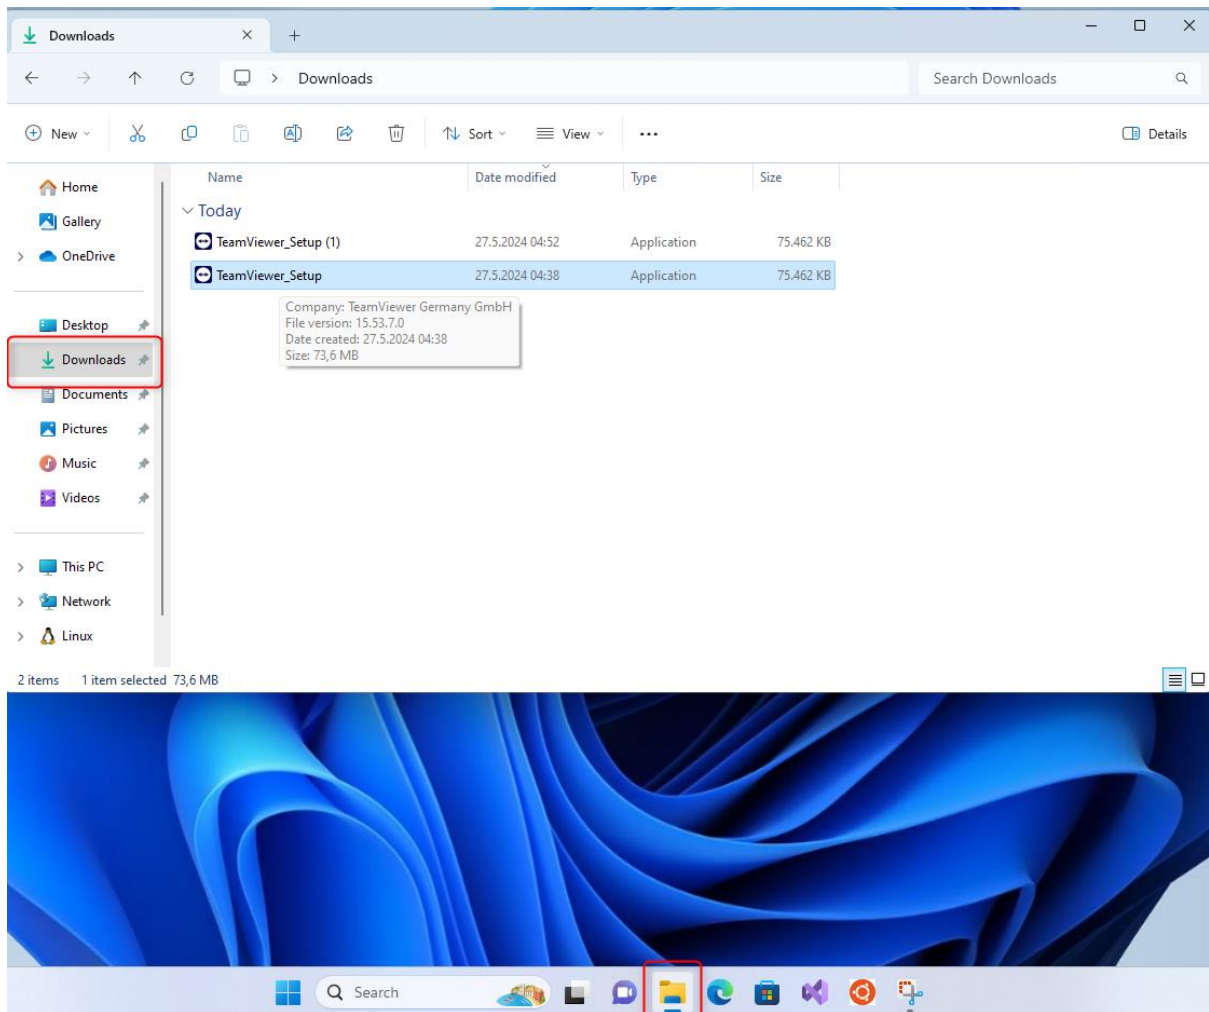 Downloads
Downloads
Search Downloads
New
Sort
View
Details
Name
Date modified
Type
Size
Home
Gallery
OneDrive
Desktop
Downloads
Documents
Pictures
Music
Videos
This PC
Network
Linux
Today
TeamViewer_Setup (1) 27.5.2024 04:52 Application 75.462 KB
TeamViewer_Setup 27.5.2024 04:38 Application 75.462 KB
Company: TeamViewer Germany GmbH
File version: 15.53.7.0
Date created: 27.5.2024 04:38
Size: 73,6 MB
2 items 1 item selected 73,6 MB
Search